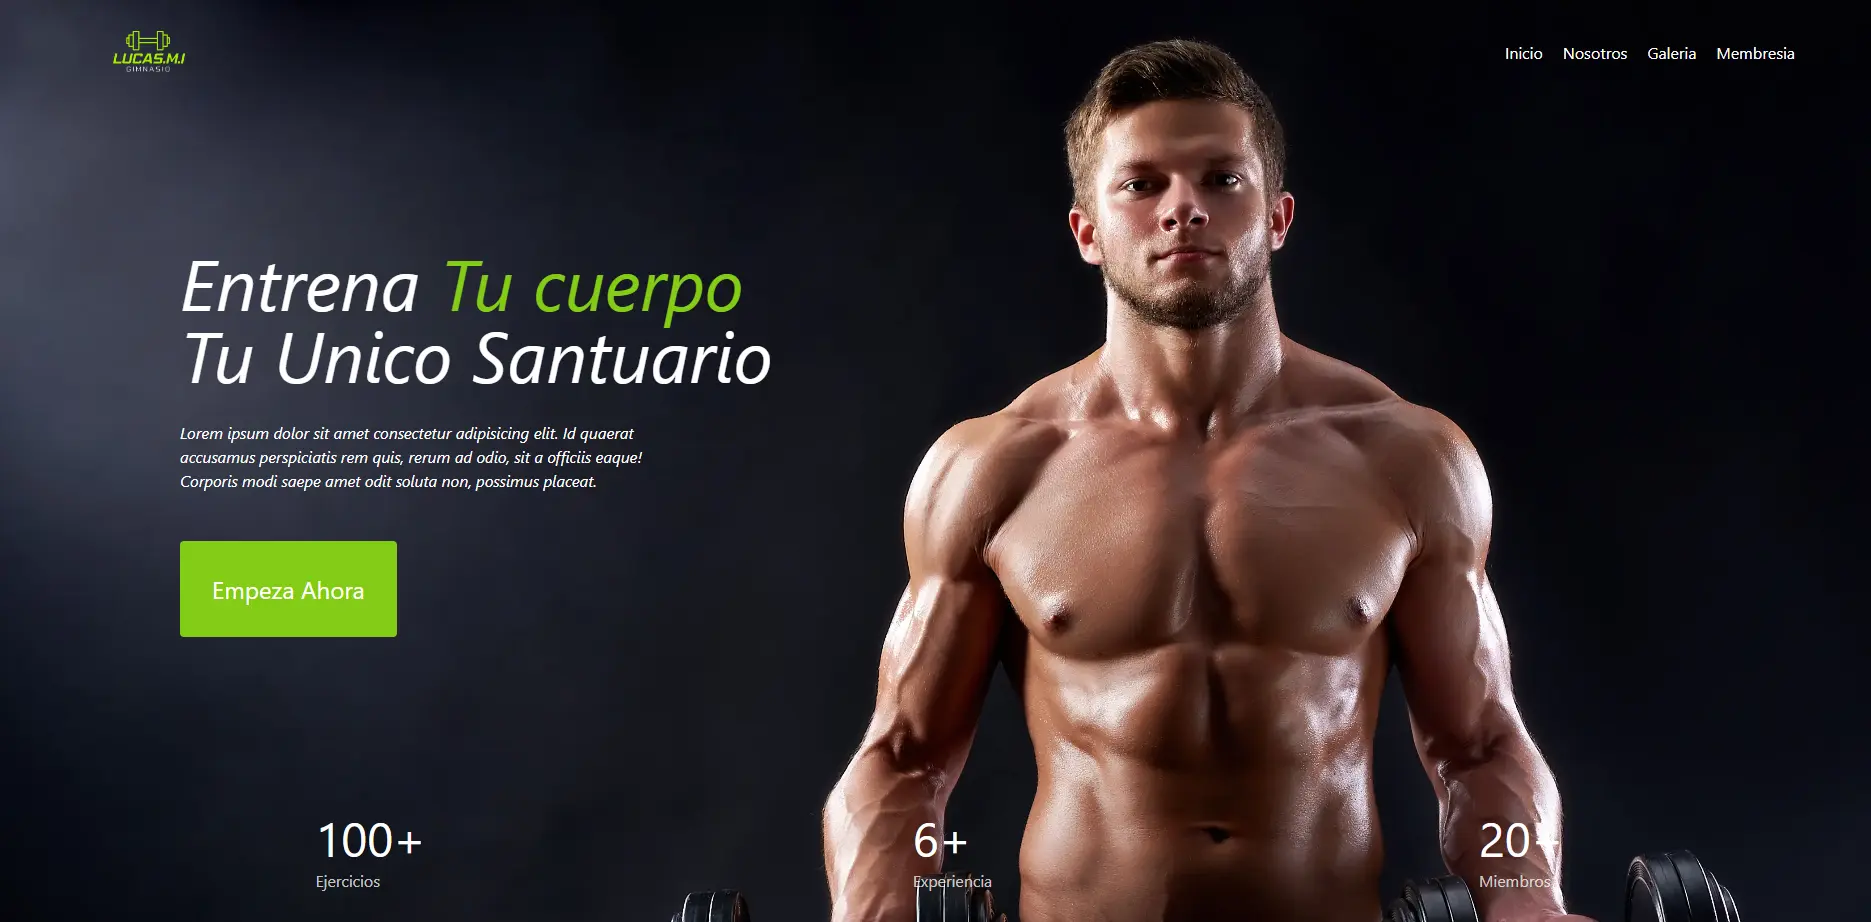 LUCAS.M.I
GIMNASIO
Inicio Nosotros Galeria Membresia
Entrena Tu cuerpo
Tu Unico Santuario
Lorem ipsum dolor sit amet consectetur adipisicing elit. Id quaerat
accusamus perspiciatis rem quis, rerum ad odio, sit a officiis eaque!
Corporis modi saepe amet odit soluta non, possimus placeat.
Empeza Ahora
100+ 6+ 20+
Ejercicios Experiencia Miembros